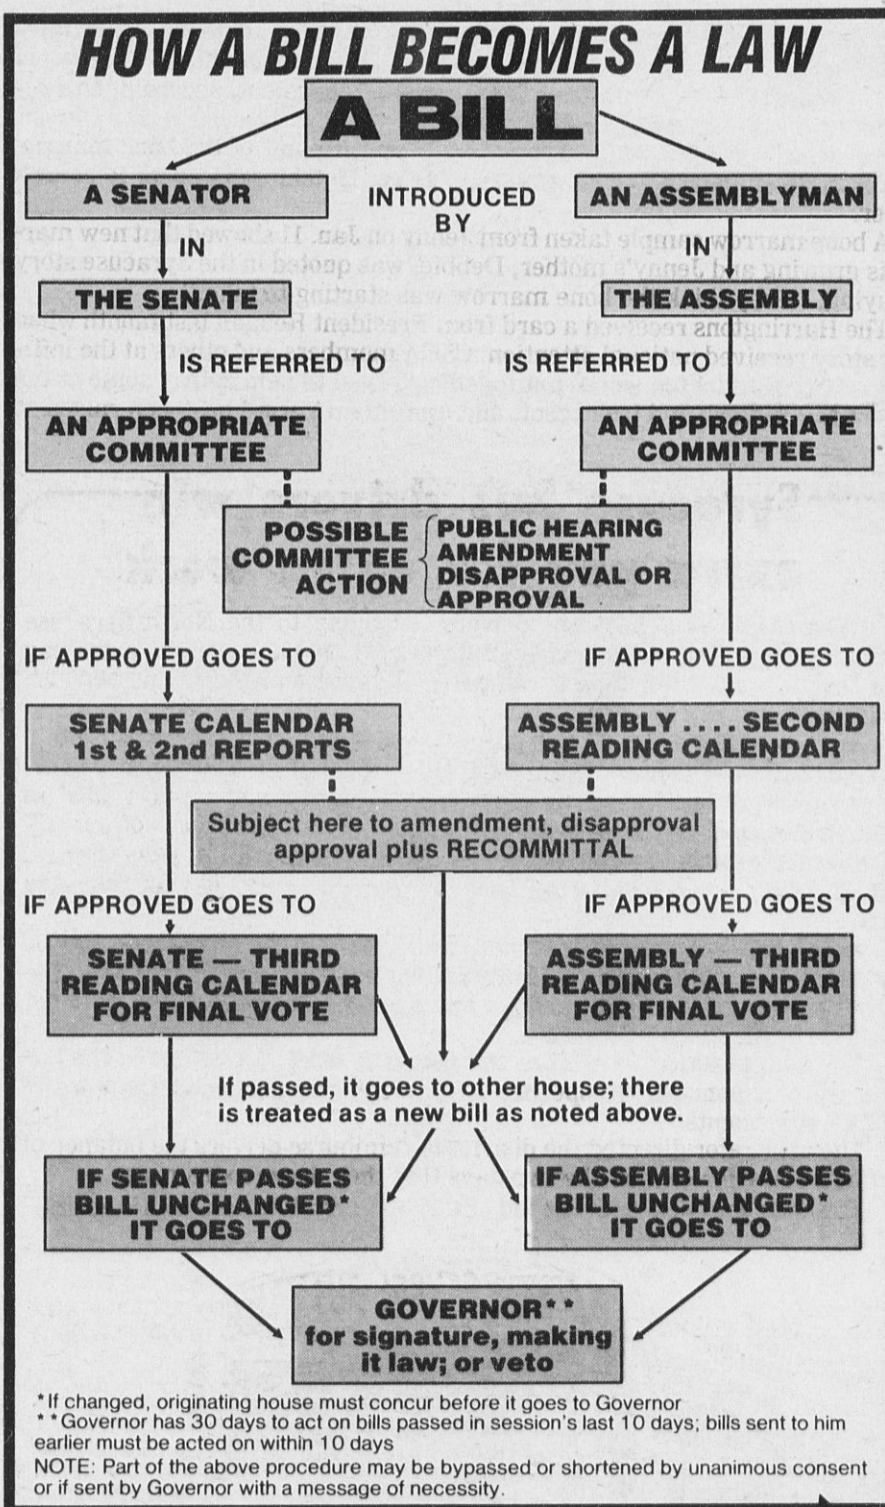 HOW A BILL BECOMES A LAW
A BILL
A SENATOR
INTRODUCED
BY
AN ASSEMBLYMAN
IN
IN
THE SENATE
THE ASSEMBLY
IS REFERRED TO
IS REFERRED TO
AN APPROPRIATE
COMMITTEE
AN APPROPRIATE
COMMITTEE
POSSIBLE
COMMITTEE
ACTION
PUBLIC HEARING
AMENDMENT
DISAPPROVAL OR
APPROVAL
IF APPROVED GOES TO
IF APPROVED GOES TO
SENATE CALENDAR
1st & 2nd REPORTS
ASSEMBLY .... SECOND
READING CALENDAR
Subject here to amendment, disapproval
approval plus RECOMMITTAL
IF APPROVED GOES TO
IF APPROVED GOES TO
SENATE — THIRD
READING CALENDAR
FOR FINAL VOTE
ASSEMBLY — THIRD
READING CALENDAR
FOR FINAL VOTE
If passed, it goes to other house; there
is treated as a new bill as noted above.
IF SENATE PASSES
BILL UNCHANGED*
IT GOES TO
IF ASSEMBLY PASSES
BILL UNCHANGED*
IT GOES TO
GOVERNOR**
for signature, making
it law; or veto
*If changed, originating house must concur before it goes to Governor
**Governor has 30 days to act on bills passed in session's last 10 days; bills sent to him
earlier must be acted on within 10 days
NOTE: Part of the above procedure may be bypassed or shortened by unanimous consent
or if sent by Governor with a message of necessity.